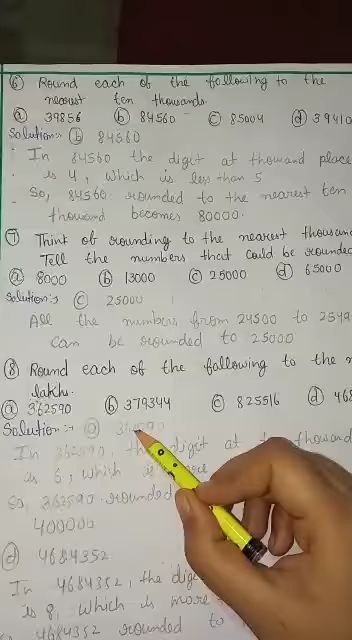 ⑥ Round each of the following to the
nearest ten thousands
ⓐ 39856 ⓑ 84560 ⓒ 85004 ⓓ 39410
Solution:- ⓑ 84560
In 84560 the digit at thousand place
is 4, which is less than 5
So, 84560 rounded to the nearest ten
thousand becomes 80000.
⑦ Think of rounding to the nearest thousand
Tell the numbers that could be rounded
ⓐ 8000 ⓑ 13000 ⓒ 25000 ⓓ 65000
Solution:- ⓒ 25000
All the numbers from 24500 to 2549
can be rounded to 25000
⑧ Round each of the following to the
lakh.
ⓐ 362590 ⓑ 379344 ⓒ 825516 ⓓ 468
Solution:- ⓐ
In 362590, the digit at
is 6, which is more
So, 362590 rounded
400000
ⓓ 4684352
In 4684352, the
is 8, which is more
4684352 rounded to